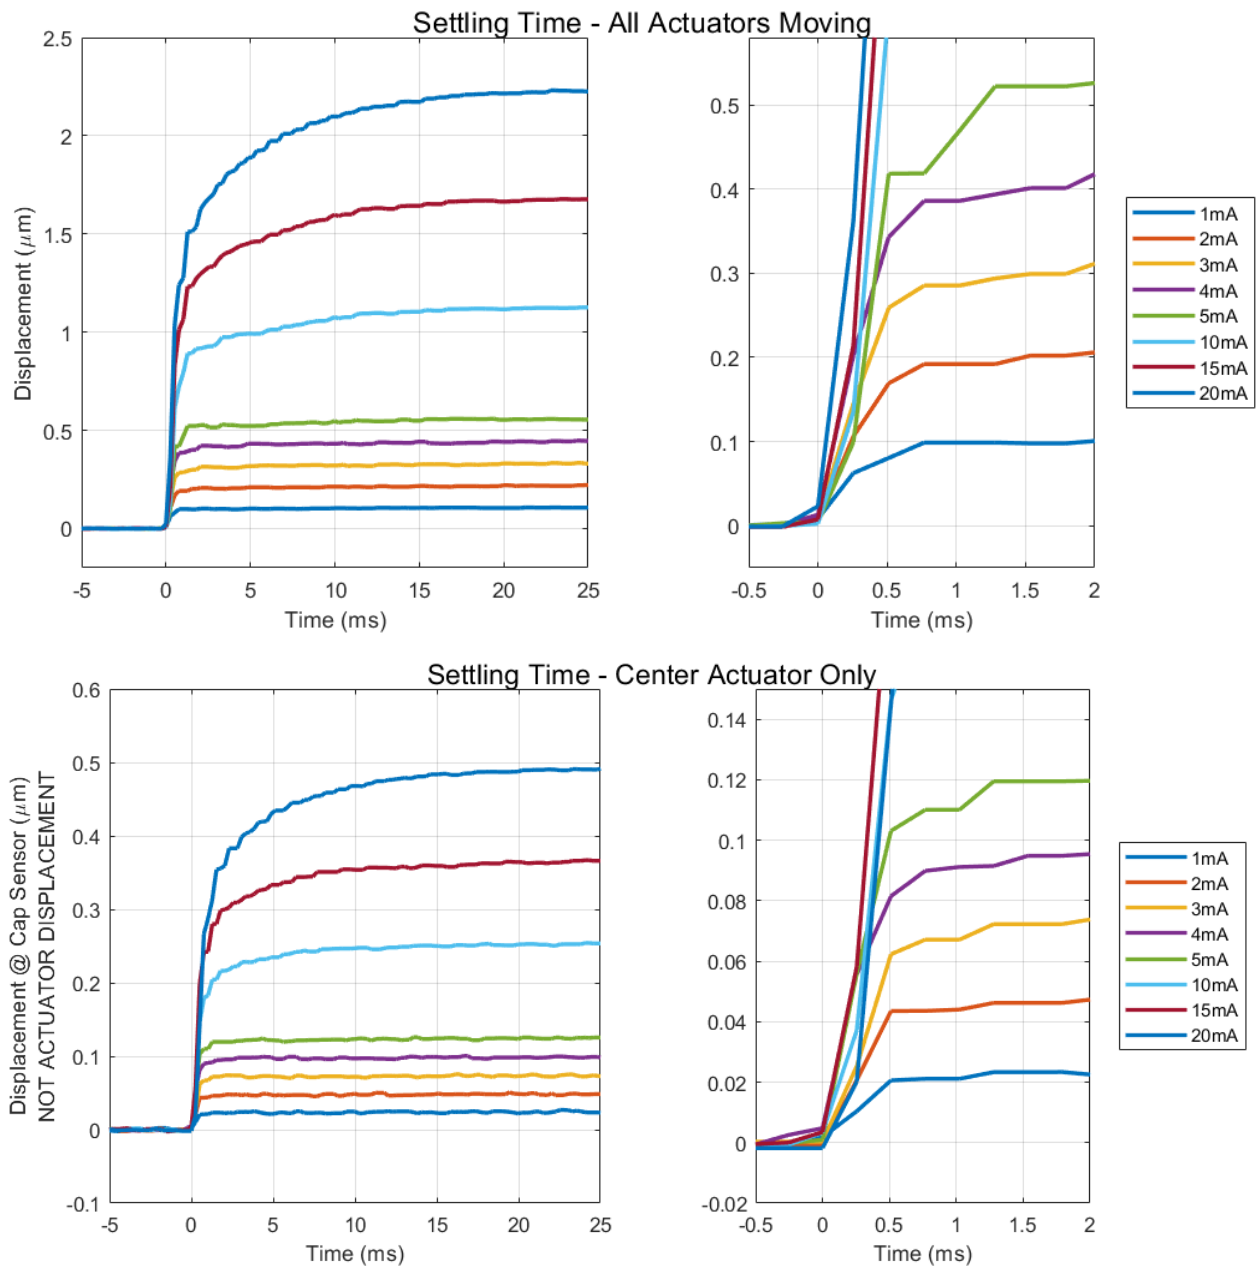 Settling Time - All Actuators Moving
Displacement (μm)
2.5
2
1.5
1
0.5
0
-5 0 5 10 15 20 25
Time (ms)
0.5
0.4
0.3
0.2
0.1
0
-0.5 0 0.5 1 1.5 2
Time (ms)
1mA
2mA
3mA
4mA
5mA
10mA
15mA
20mA
Settling Time - Center Actuator Only
Displacement @ Cap Sensor (μm)
NOT ACTUATOR DISPLACEMENT
0.6
0.5
0.4
0.3
0.2
0.1
0
-0.1
-5 0 5 10 15 20 25
Time (ms)
0.14
0.12
0.1
0.08
0.06
0.04
0.02
0
-0.02
-0.5 0 0.5 1 1.5 2
Time (ms)
1mA
2mA
3mA
4mA
5mA
10mA
15mA
20mA